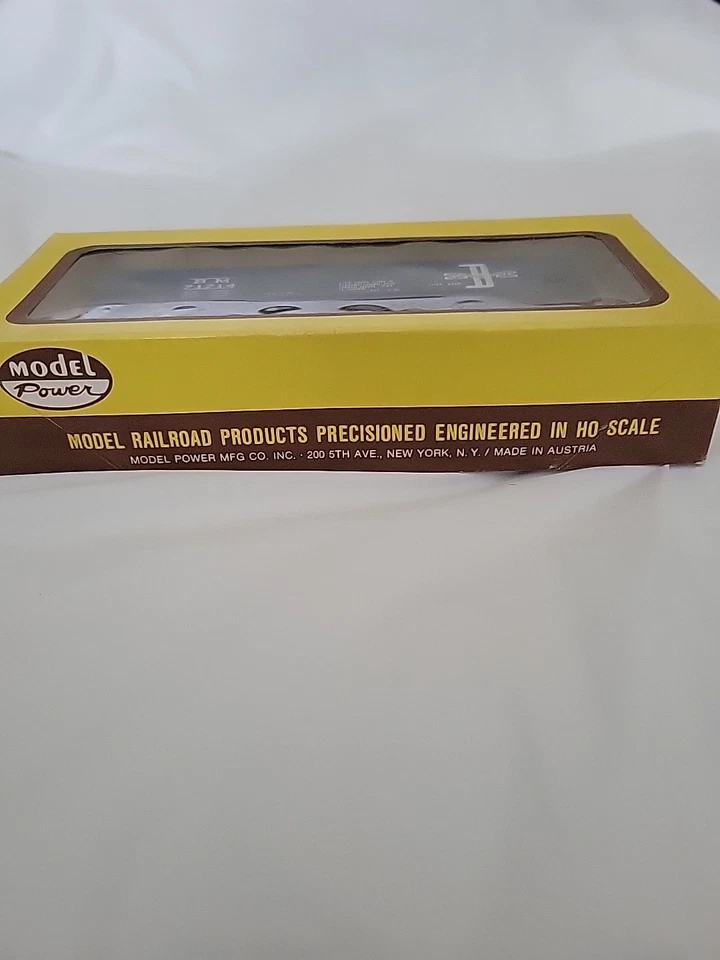 MODEL
Power
MODEL RAILROAD PRODUCTS PRECISIONED ENGINEERED IN HO SCALE
MODEL POWER MFG CO. INC. · 200 5TH AVE., NEW YORK, N.Y. / MADE IN AUSTRIA